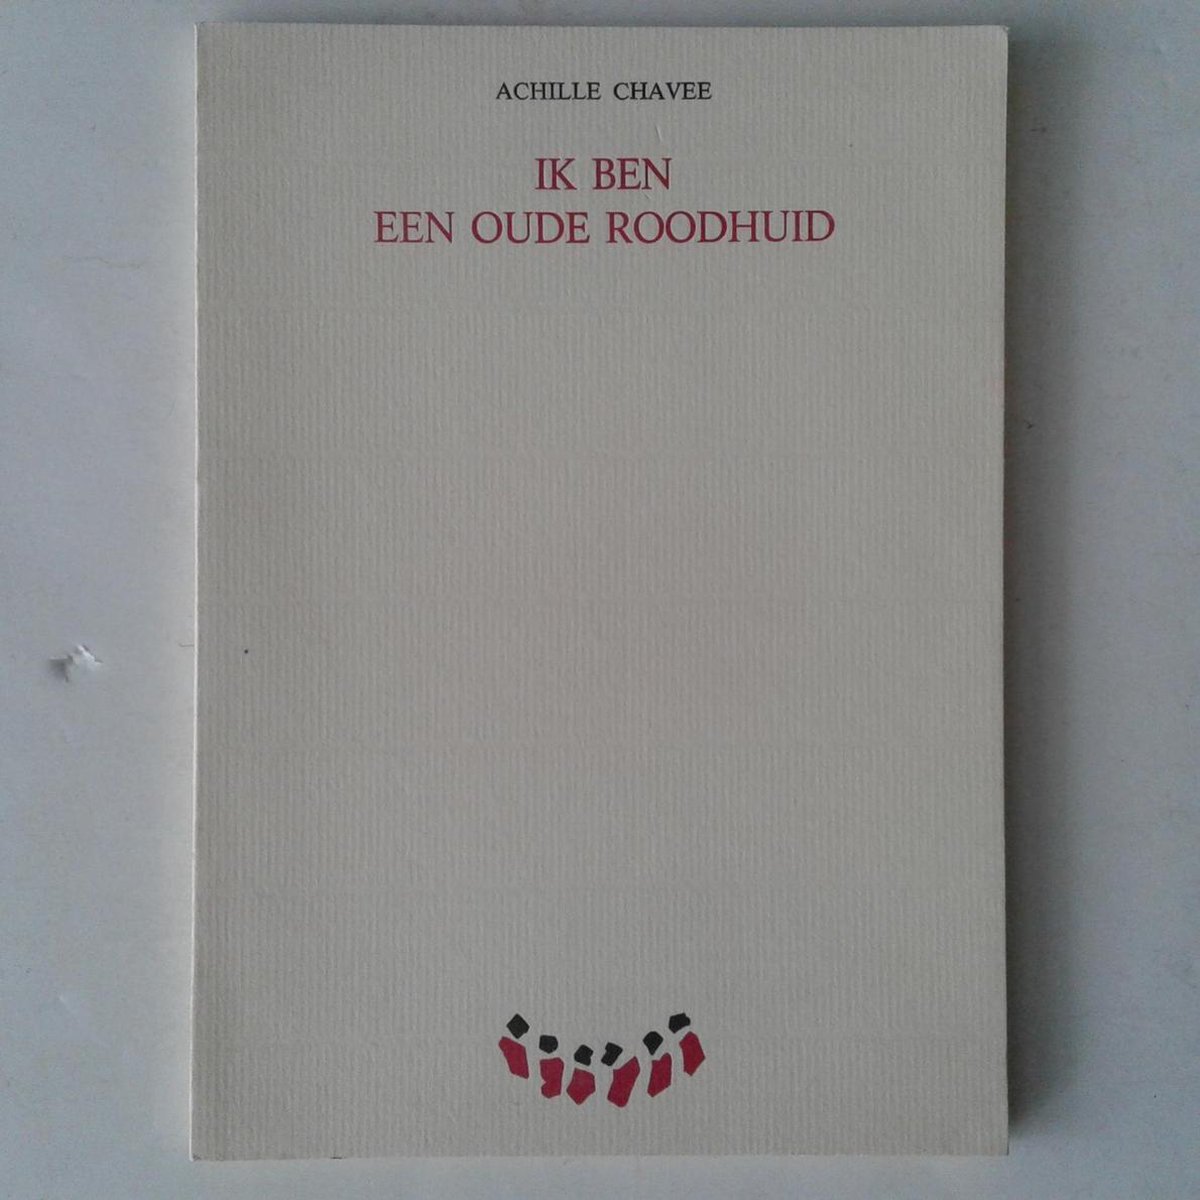 ACHILLE CHAVEE
IK BEN
EEN OUDE ROODHUID